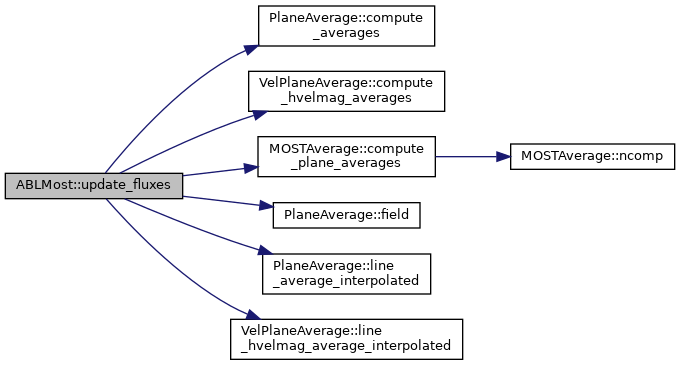 PlaneAverage::compute
_averages
VelPlaneAverage::compute
_hvelmag_averages
MOSTAverage::compute
_plane_averages
MOSTAverage::ncomp
ABLMost::update_fluxes
PlaneAverage::field
PlaneAverage::line
_average_interpolated
VelPlaneAverage::line
_hvelmag_average_interpolated